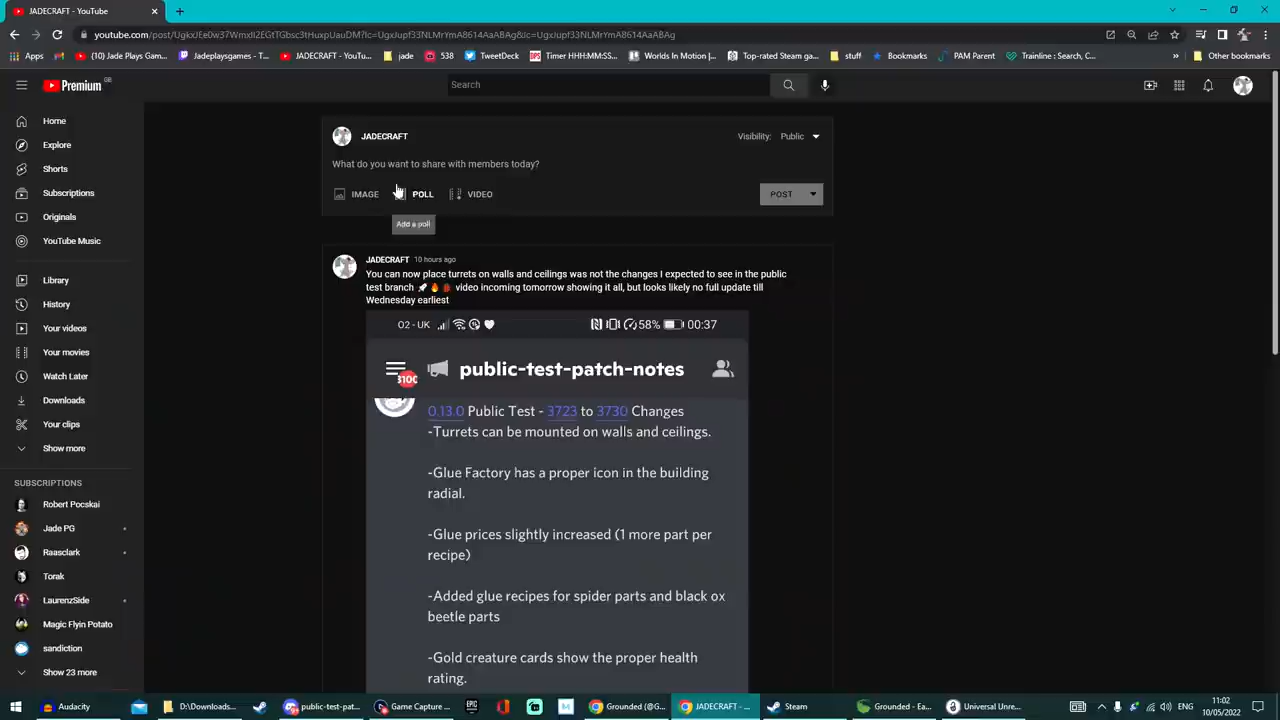 JADECRAFT - YouTube
youtube.com/post/UgkxJEe0w37WmxII2EGfTGbsc3tHuxpUauDM?lc=UgxJupf33NLMrYmA8614AaABAg&lc=UgxJupf33NLMrYmA8614AaABAg
Apps
(10) Jade Plays Gam...
Jadeplaysgames - T...
JADECRAFT - YouTu...
jade
538
TweetDeck
Timer HHH:MM:SS...
Worlds In Motion |...
Top-rated Steam ga...
stuff
Bookmarks
PAM Parent
Trainline : Search, C...
Other bookmarks
Premium GB
Search
Home
Explore
Shorts
Subscriptions
Originals
YouTube Music
Library
History
Your videos
Your movies
Watch Later
Downloads
Your clips
Show more
SUBSCRIPTIONS
Robert Pocskai
Jade PG
Raasclark
Torak
LaurenzSide
Magic Flyin Potato
sandiction
Show 23 more
JADECRAFT
Visibility: Public
What do you want to share with members today?
IMAGE
POLL
VIDEO
POST
Add a poll
JADECRAFT 10 hours ago
You can now place turrets on walls and ceilings was not the changes I expected to see in the public
test branch 🚀 🔥 🐞 video incoming tomorrow showing it all, but looks likely no full update till
Wednesday earliest
O2 - UK 58% 00:37
3100
public-test-patch-notes
0.13.0 Public Test - 3723 to 3730 Changes
-Turrets can be mounted on walls and ceilings.
-Glue Factory has a proper icon in the building
radial.
-Glue prices slightly increased (1 more part per
recipe)
-Added glue recipes for spider parts and black ox
beetle parts
-Gold creature cards show the proper health
rating.
Audacity
D:\Downloads...
public-test-pat...
Game Capture ...
EPIC
Grounded (@G...
JADECRAFT - ...
Steam
Grounded - Ea...
Universal Unre...
ENG
11:02
10/05/2022